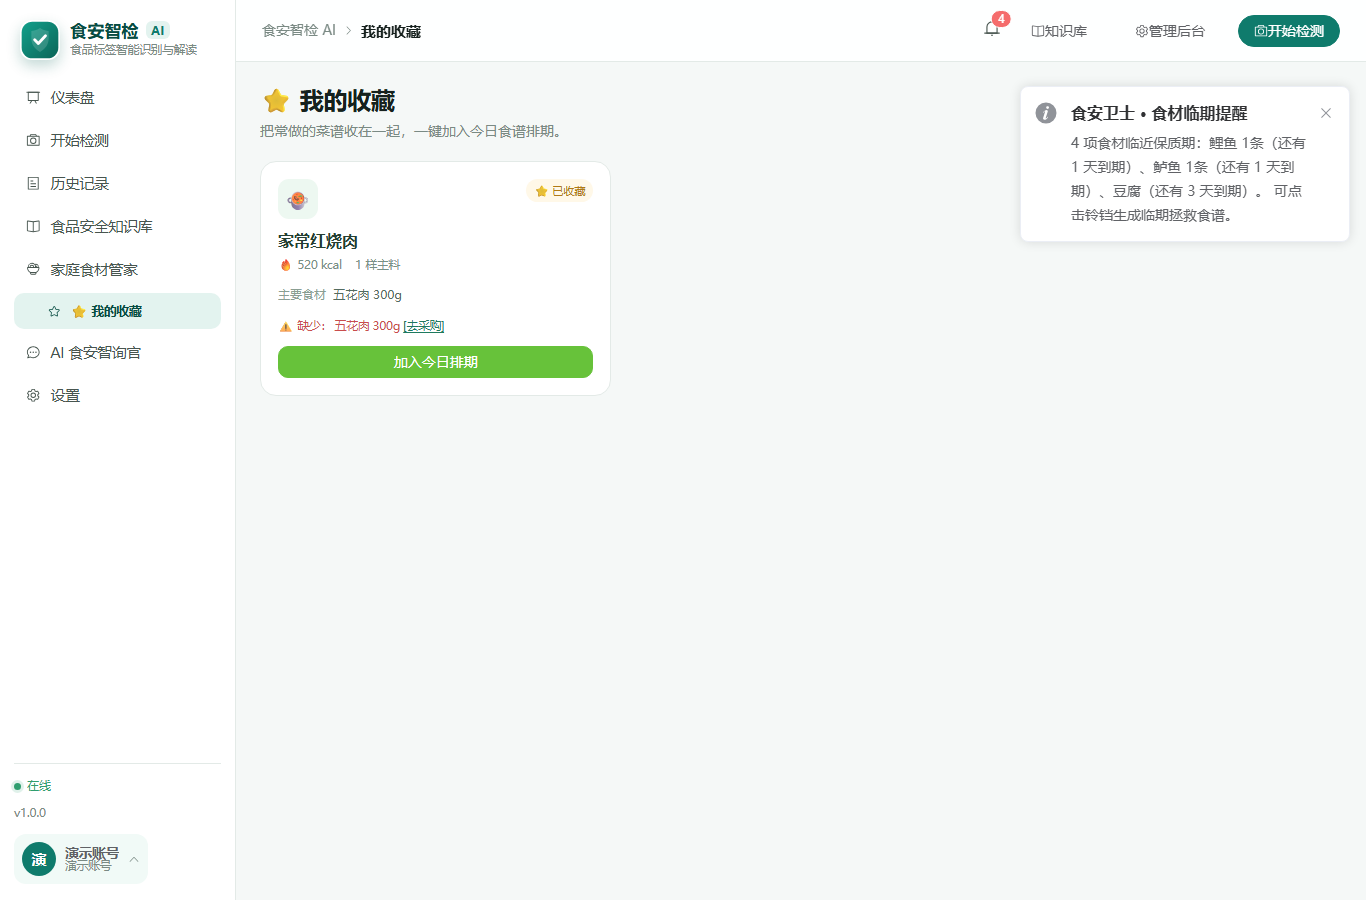 食安智检 AI
食品标签智能识别与解读
仪表盘
开始检测
历史记录
食品安全知识库
家庭食材管家
我的收藏
AI 食安智询官
设置
在线
v1.0.0
演
演示账号
演示账号
食安智检 AI > 我的收藏
4
知识库
管理后台
开始检测
我的收藏
把常做的菜谱收在一起，一键加入今日食谱排期。
已收藏
家常红烧肉
520 kcal 1 样主料
主要食材 五花肉 300g
缺少： 五花肉 300g [去采购]
加入今日排期
食安卫士 • 食材临期提醒
4 项食材临近保质期：鲤鱼 1条（还有
1 天到期）、鲈鱼 1条（还有 1 天到
期）、豆腐（还有 3 天到期）。 可点
击铃铛生成临期拯救食谱。